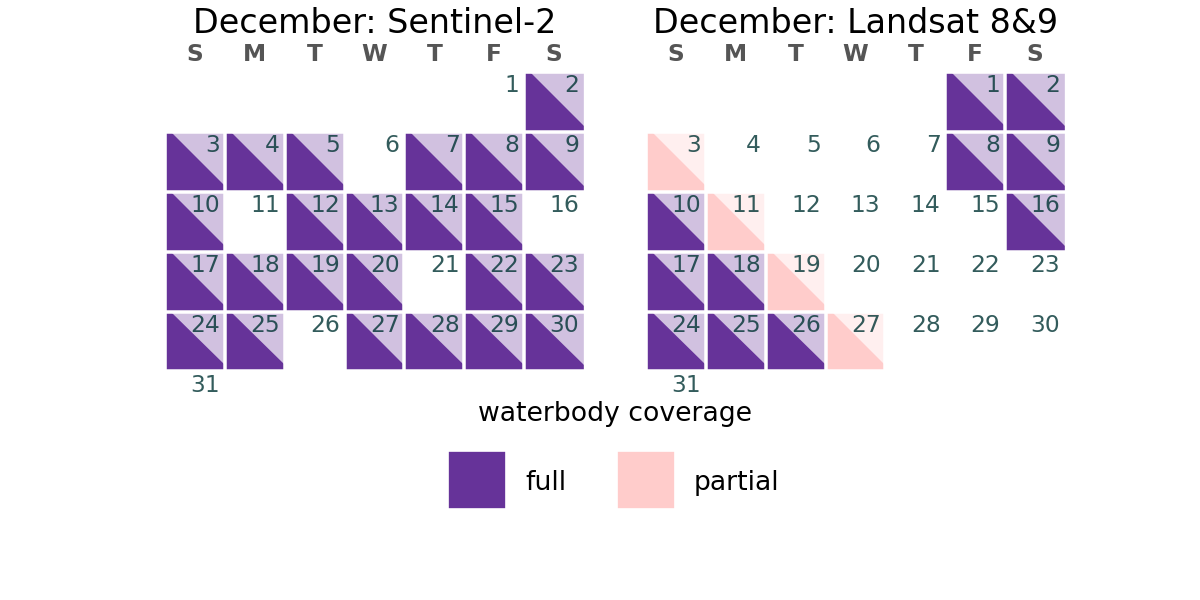 December: Sentinel-2
S M T W T F S
1 2
3 4 5 6 7 8 9
10 11 12 13 14 15 16
17 18 19 20 21 22 23
24 25 26 27 28 29 30
31
December: Landsat 8&9
S M T W T F S
1 2
3 4 5 6 7 8 9
10 11 12 13 14 15 16
17 18 19 20 21 22 23
24 25 26 27 28 29 30
31
waterbody coverage
full partial